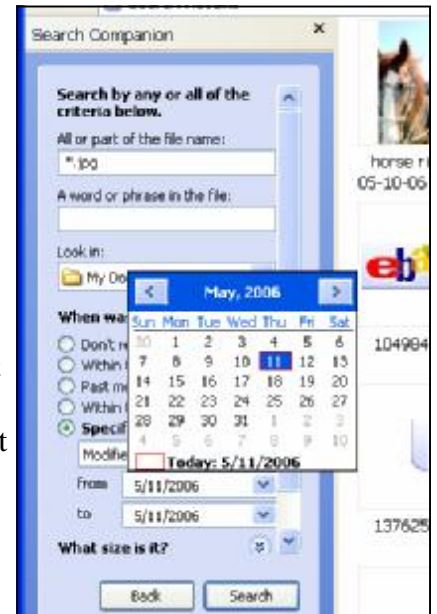 Search Companion
Search by any or all of the
criteria below.
All or part of the file name:
*.jpg
A word or phrase in the file:
Look in:
My Do
When wa
Don't r
Within
Past m
Within
Specif
Modifie
from 5/11/2006
to 5/11/2006
What size is it?
Back Search
May, 2006
Sun Mon Tue Wed Thu Fri Sat
30 1 2 3 4 5 6
7 8 9 10 11 12 13
14 15 16 17 18 19 20
21 22 23 24 25 26 27
28 29 30 31 1 2 3
4 5 6 7 8 9 10
Today: 5/11/2006
horse ri
05-10-06
eb
104984
137625